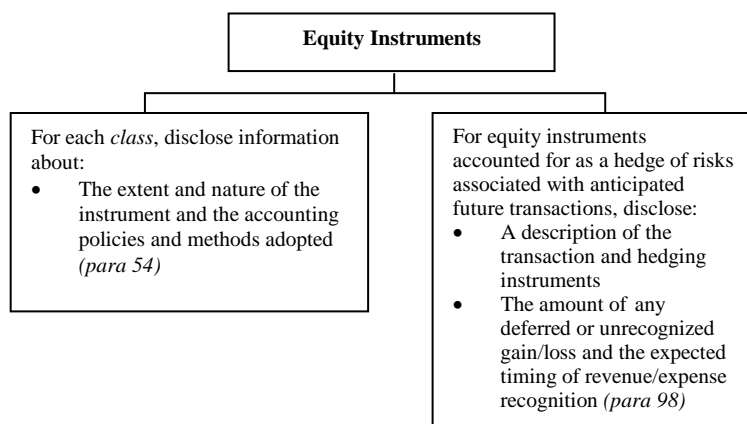 Equity Instruments
For each class, disclose information
about:
• The extent and nature of the
instrument and the accounting
policies and methods adopted
(para 54)
For equity instruments
accounted for as a hedge of risks
associated with anticipated
future transactions, disclose:
• A description of the
transaction and hedging
instruments
• The amount of any
deferred or unrecognized
gain/loss and the expected
timing of revenue/expense
recognition (para 98)